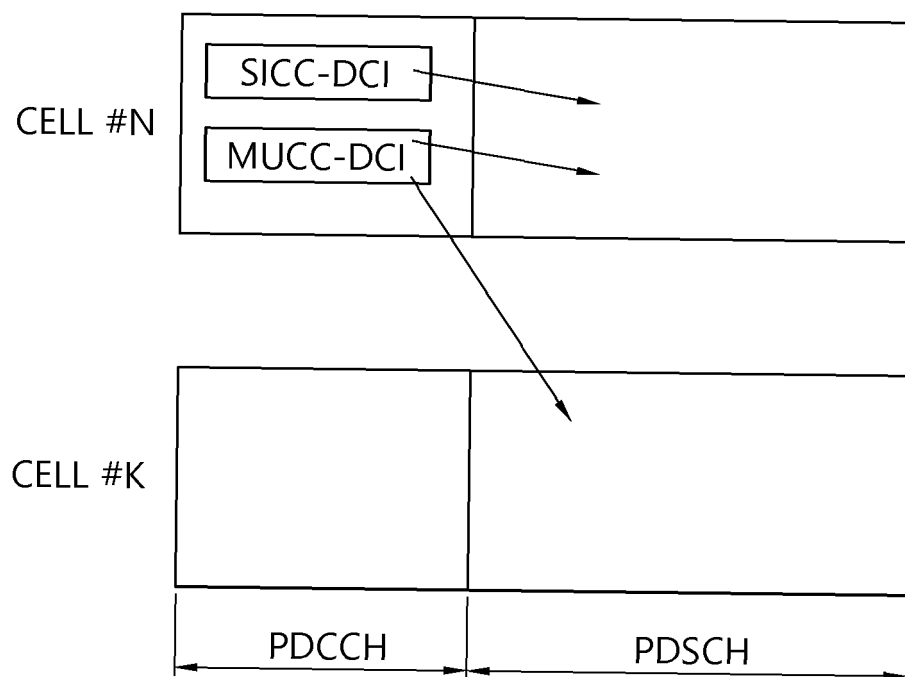 SICC-DCI
CELL #N
MUCC-DCI
CELL #K
PDCCH
PDSCH